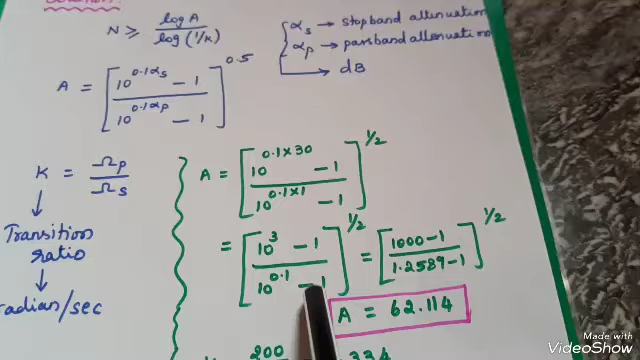 N ≥ log A / log (1/k)
αs → stopband attenuation
αp → passband attenuation
→ dB
A = [ (10^0.1αs − 1) / (10^0.1αp − 1) ]^0.5
K = Ωp / Ωs
Transition
ratio
radian/sec
A = [ (10^0.1×30 − 1) / (10^0.1×1 − 1) ]^1/2
= [ (10^3 − 1) / (10^0.1 − 1) ]^1/2 = [ (1000 − 1) / (1.2589 − 1) ]^1/2
A = 62.114
200
Made with
VideoShow